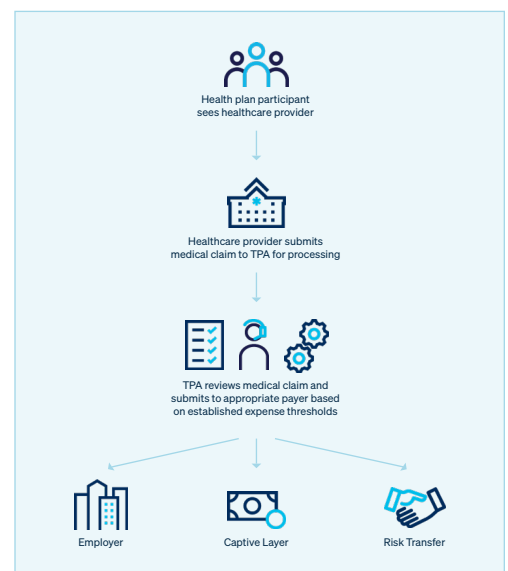 Health plan participant
sees healthcare provider
Healthcare provider submits
medical claim to TPA for processing
TPA reviews medical claim and
submits to appropriate payer based
on established expense thresholds
Employer
Captive Layer
Risk Transfer